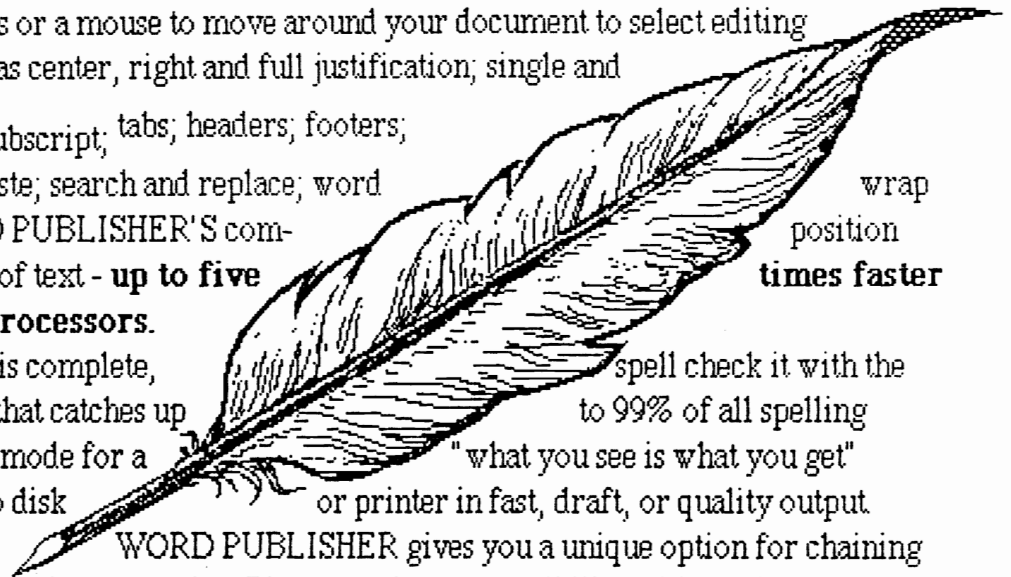 s or a mouse to move around your document to select editing
as center, right and full justification; single and
ubscript; tabs; headers; footers;
ste; search and replace; word wrap
PUBLISHER'S com- position
of text - up to five times faster
rocessors.
is complete, spell check it with the
that catches up to 99% of all spelling
mode for a "what you see is what you get"
disk or printer in fast, draft, or quality output.
WORD PUBLISHER gives you a unique option for chaining